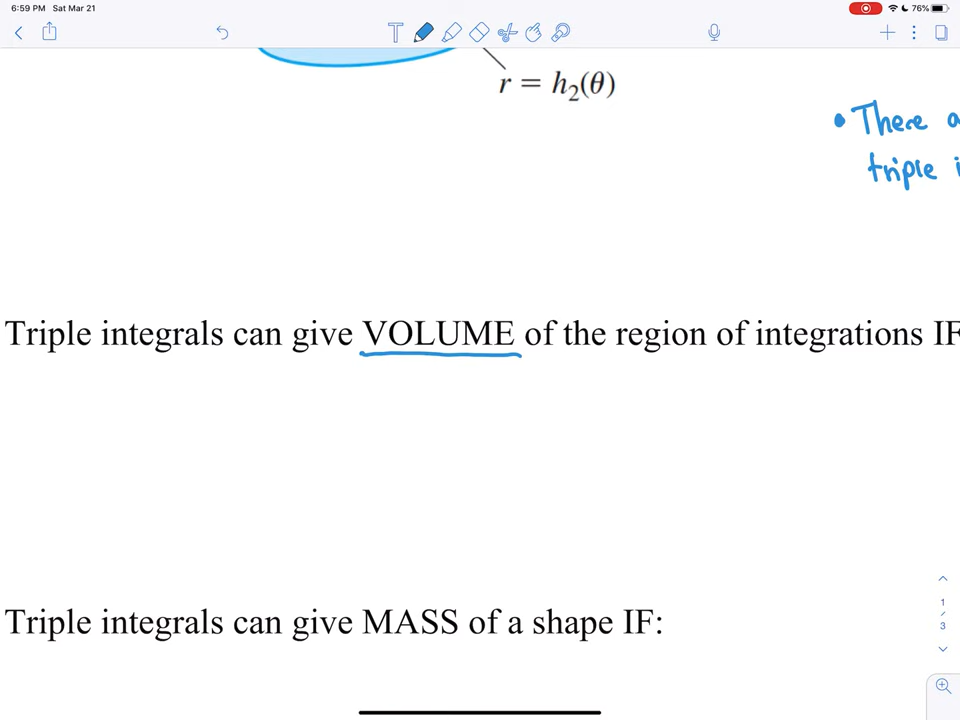 6:59 PM Sat Mar 21
76%
T
r = h₂(θ)
• There
triple
Triple integrals can give VOLUME of the region of integrations IF
1
/
3
Triple integrals can give MASS of a shape IF: